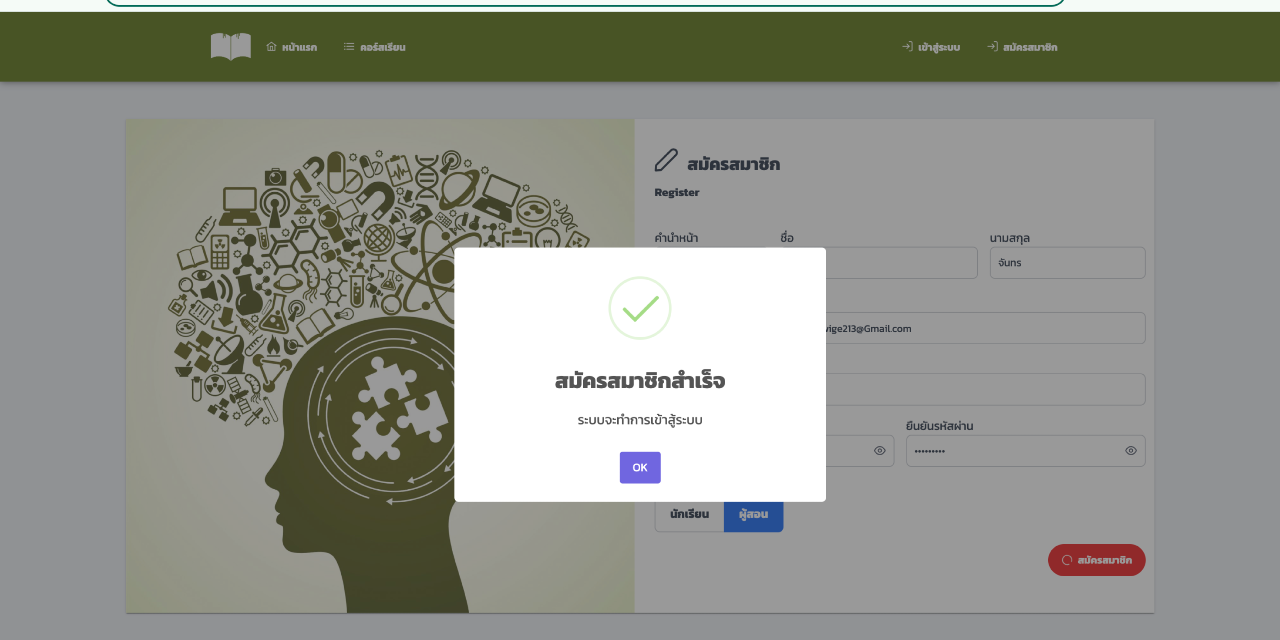 หน้าแรก
คอร์สเรียน
เข้าสู่ระบบ
สมัครสมาชิก
สมัครสมาชิก
Register
คำนำหน้า
ชื่อ
นามสกุล
จันทร
vige213@Gmail.com
สมัครสมาชิกสำเร็จ
ระบบจะทำการเข้าสู้ระบบ
OK
ยืนยันรหัสผ่าน
•••••••••
นักเรียน
ผู้สอน
สมัครสมาชิก